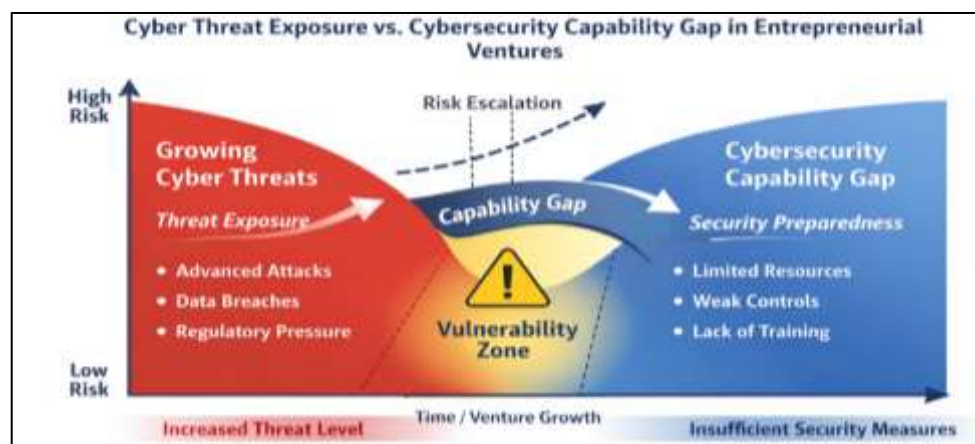 Cyber Threat Exposure vs. Cybersecurity Capability Gap in Entrepreneurial
Ventures
High
Risk
Risk Escalation
Growing
Cyber Threats
Threat Exposure
• Advanced Attacks
• Data Breaches
• Regulatory Pressure
Capability Gap
Vulnerability
Zone
Cybersecurity
Capability Gap
Security Preparedness
• Limited Resources
• Weak Controls
• Lack of Training
Low
Risk
Increased Threat Level
Time / Venture Growth
Insufficient Security Measures